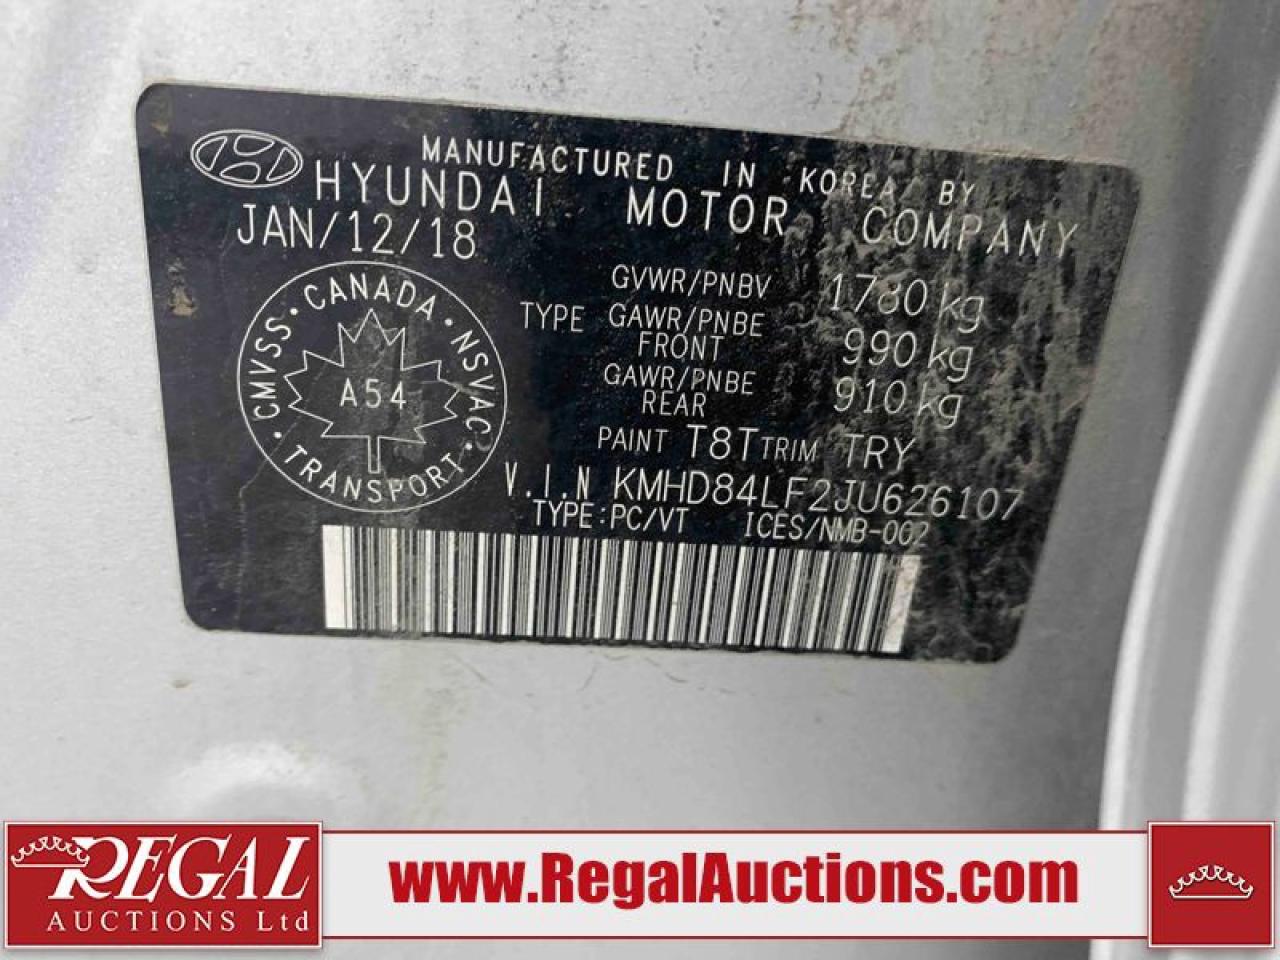 MANUFACTURED IN KOREA BY
HYUNDAI MOTOR COMPANY
JAN/12/18
GVWR/PNBV 1780 kg
TYPE GAWR/PNBE FRONT 990 kg
GAWR/PNBE REAR 910 kg
CANADA · NSVAC · TRANSPORT · CMVSS ·
A54
PAINT T8T TRIM TRY
V.I.N KMHD84LF2JU626107
TYPE:PC/VT ICES/NMB-002
REGAL
AUCTIONS Ltd
www.RegalAuctions.com